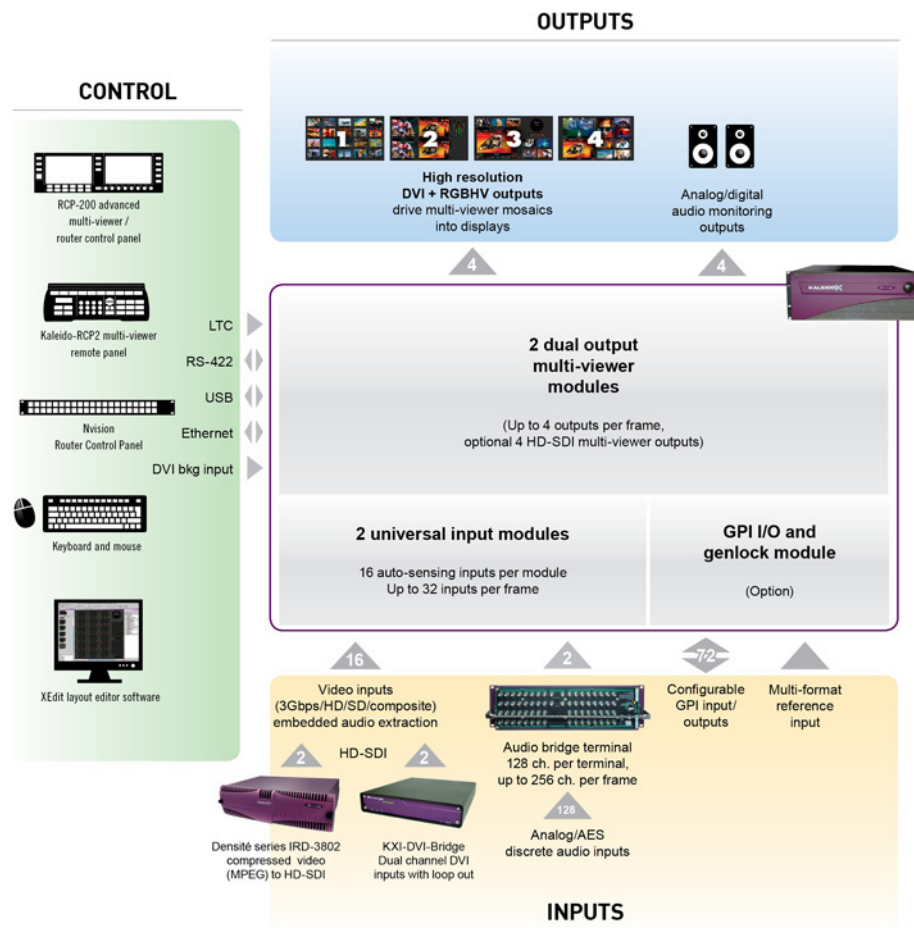 OUTPUTS
CONTROL
1
2
3
4
High resolution
DVI + RGBHV outputs
drive multi-viewer mosaics
into displays
Analog/digital
audio monitoring
outputs
4
4
KALEIDO X
RCP-200 advanced
multi-viewer /
router control panel
Kaleido-RCP2 multi-viewer
remote panel
Nvision
Router Control Panel
Keyboard and mouse
XEdit layout editor software
LTC
RS-422
USB
Ethernet
DVI bkg input
2 dual output
multi-viewer
modules
(Up to 4 outputs per frame,
optional 4 HD-SDI multi-viewer outputs)
2 universal input modules
16 auto-sensing inputs per module
Up to 32 inputs per frame
GPI I/O and
genlock module
(Option)
16
2
72
Video inputs
(3Gbps/HD/SD/composite)
embedded audio extraction
HD-SDI
2
2
Densité series IRD-3802
compressed video
(MPEG) to HD-SDI
KXI-DVI-Bridge
Dual channel DVI
inputs with loop out
Audio bridge terminal
128 ch. per terminal,
up to 256 ch. per frame
128
Analog/AES
discrete audio inputs
Configurable
GPI input/
outputs
Multi-format
reference
input
INPUTS